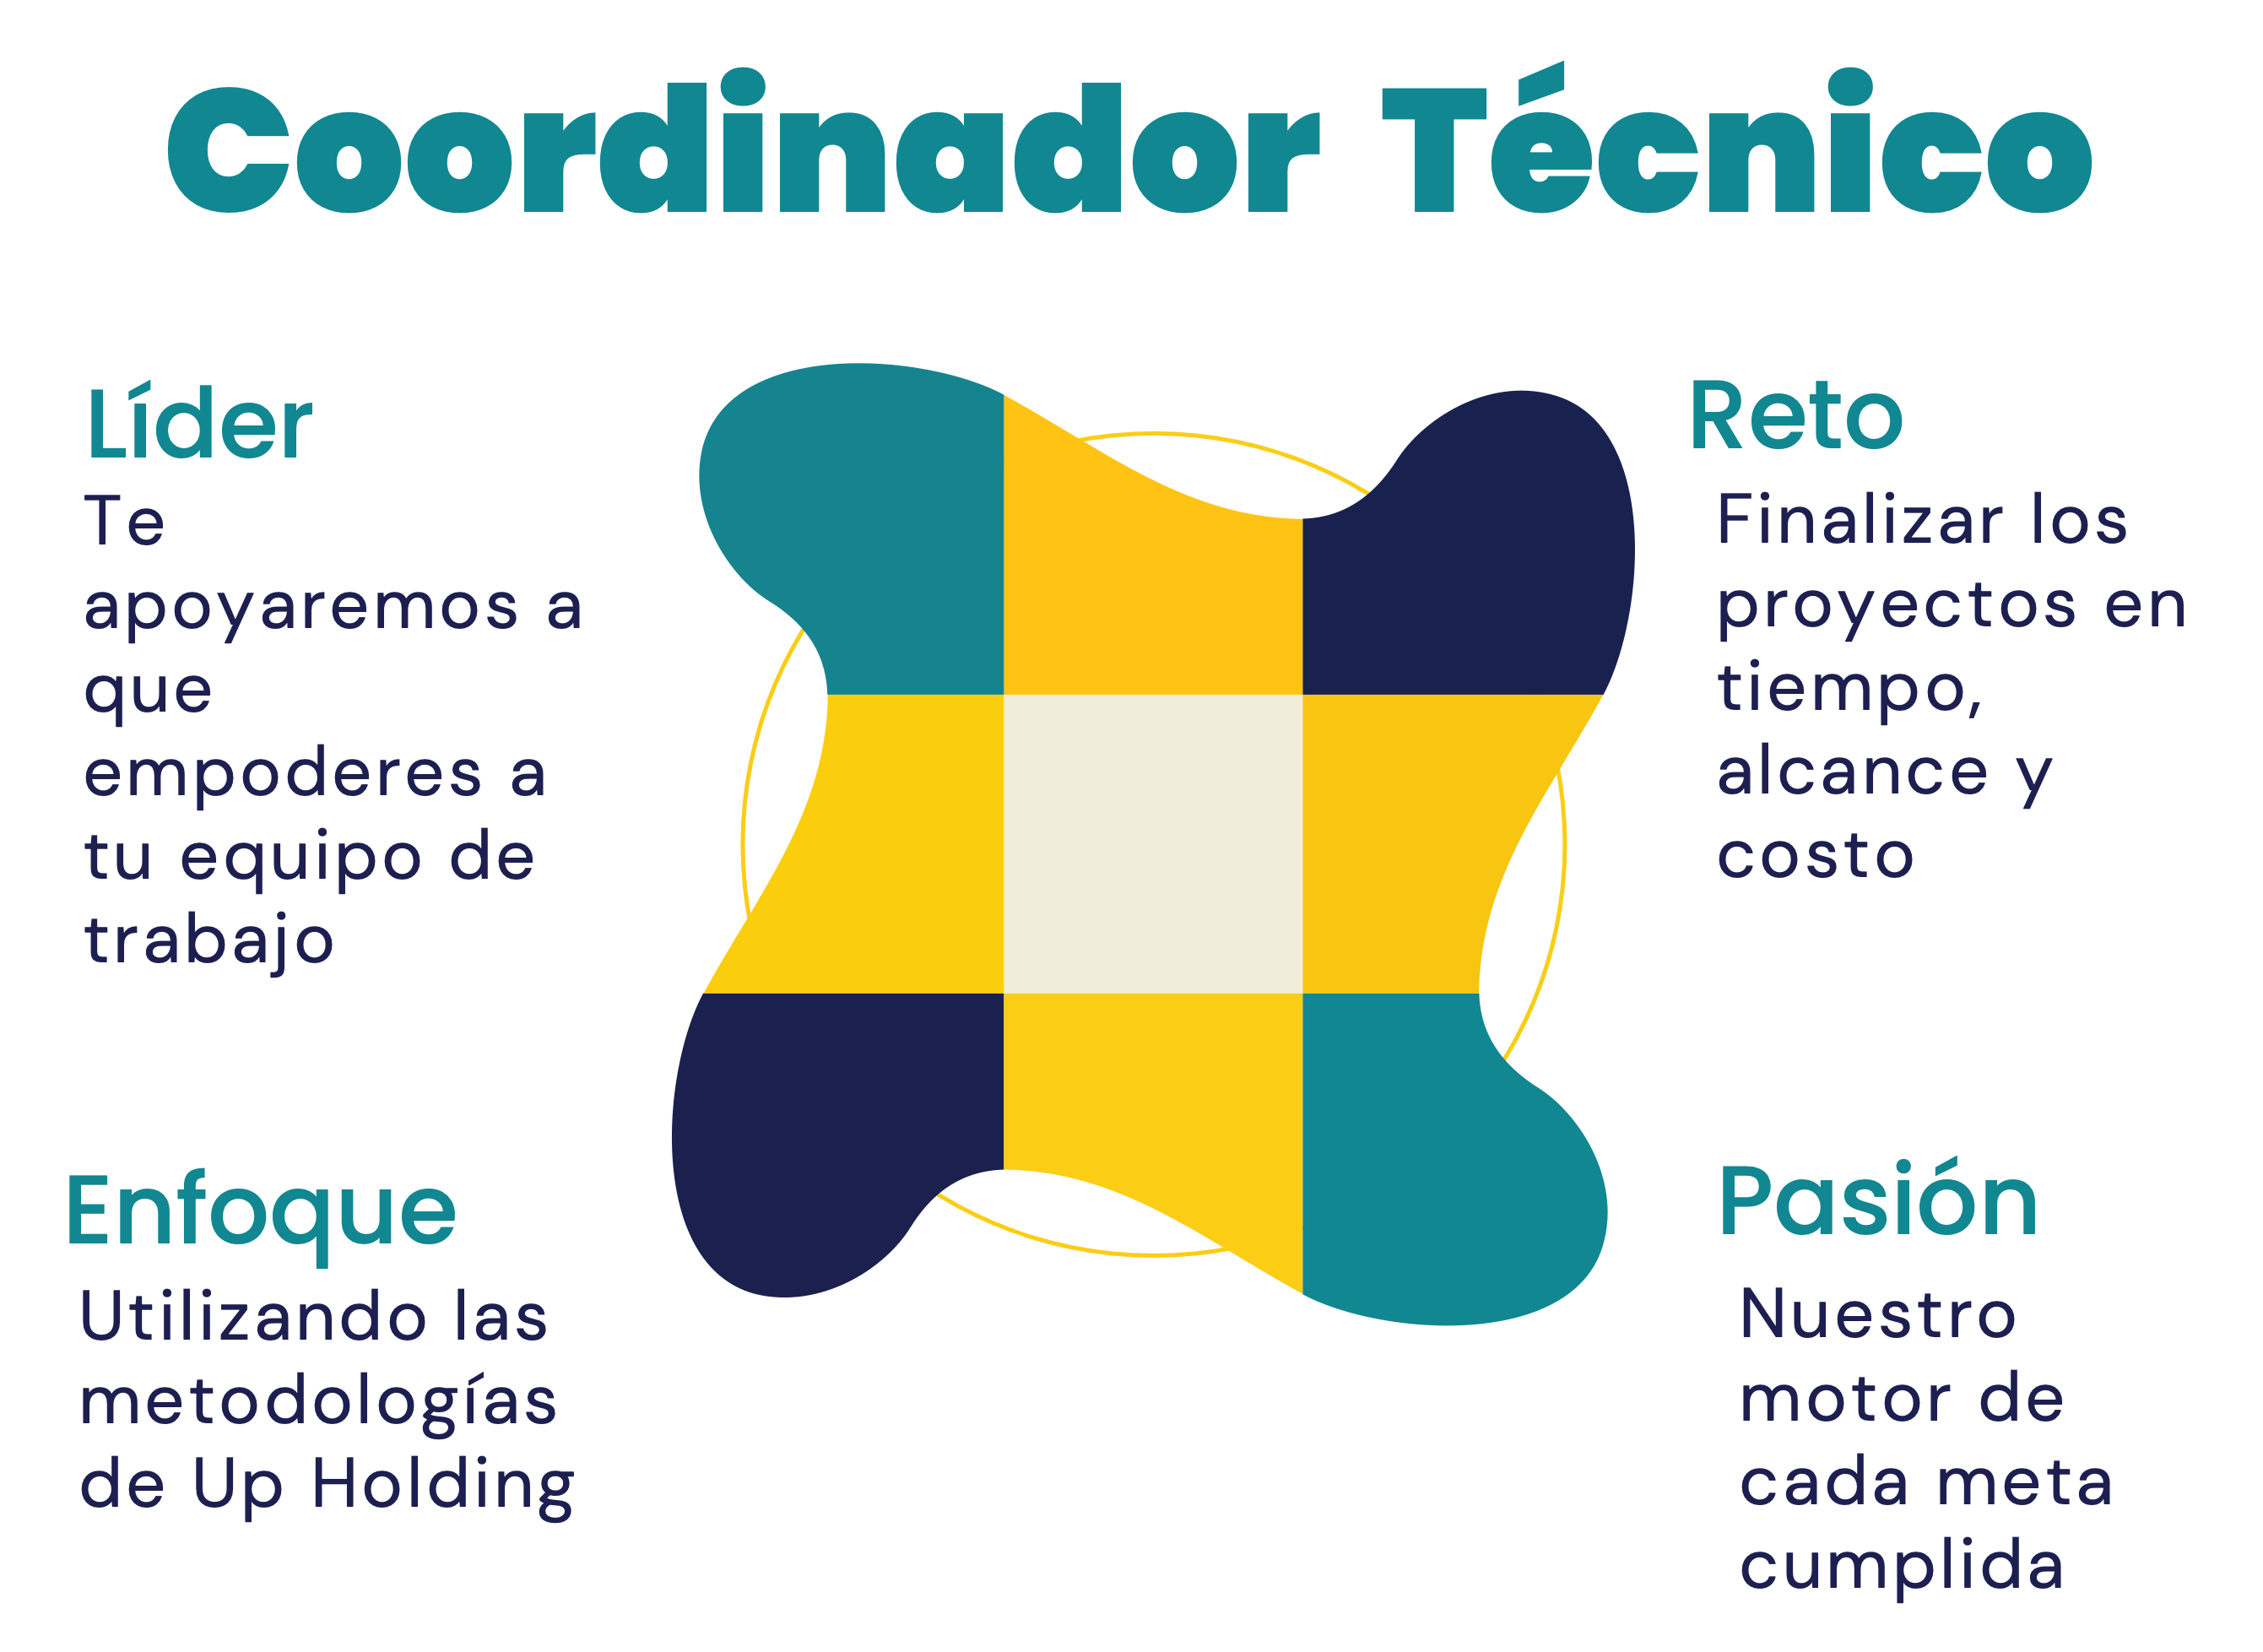 Coordinador Técnico
Líder
Te
apoyaremos a
que
empoderes a
tu equipo de
trabajo
Reto
Finalizar los
proyectos en
tiempo,
alcance y
costo
Enfoque
Utilizando las
metodologías
de Up Holding
Pasión
Nuestro
motor de
cada meta
cumplida